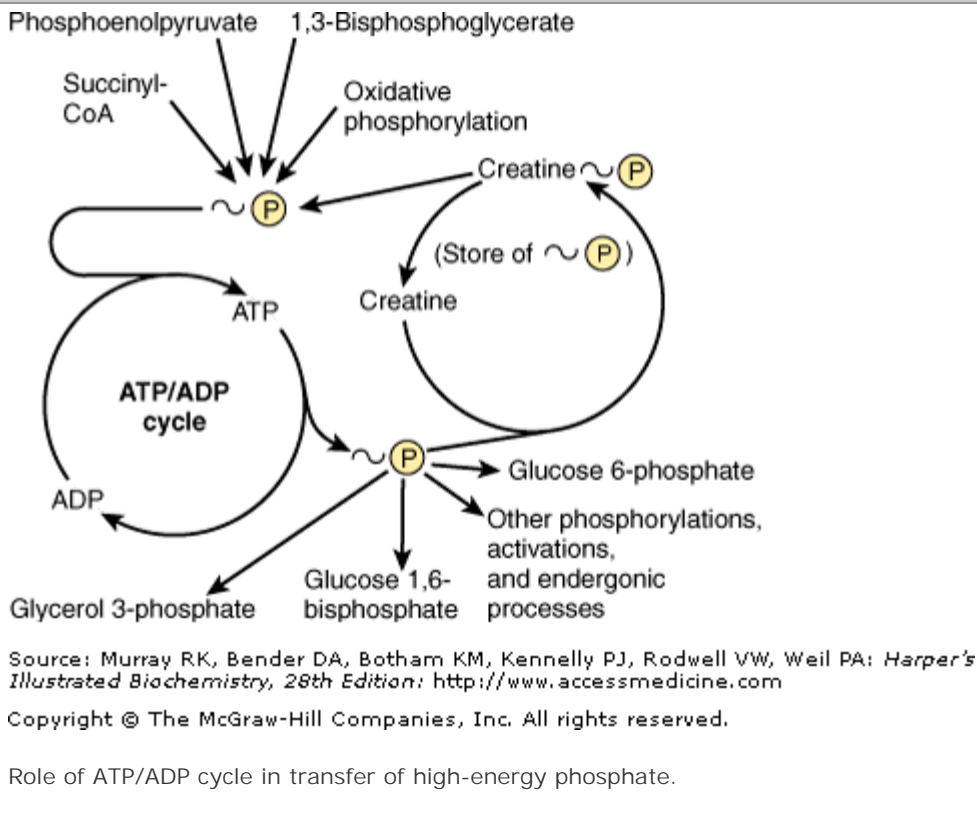 Phosphoenolpyruvate 1,3-Bisphosphoglycerate
Succinyl-
CoA
Oxidative
phosphorylation
Creatine ~ P
~ P
(Store of ~ P )
Creatine
ATP
ATP/ADP
cycle
~ P
ADP
Glucose 6-phosphate
Other phosphorylations,
activations,
and endergonic
processes
Glucose 1,6-
bisphosphate
Glycerol 3-phosphate
Source: Murray RK, Bender DA, Botham KM, Kennelly PJ, Rodwell VW, Weil PA: Harper's
Illustrated Biochemistry, 28th Edition: http://www.accessmedicine.com
Copyright © The McGraw-Hill Companies, Inc. All rights reserved.
Role of ATP/ADP cycle in transfer of high-energy phosphate.